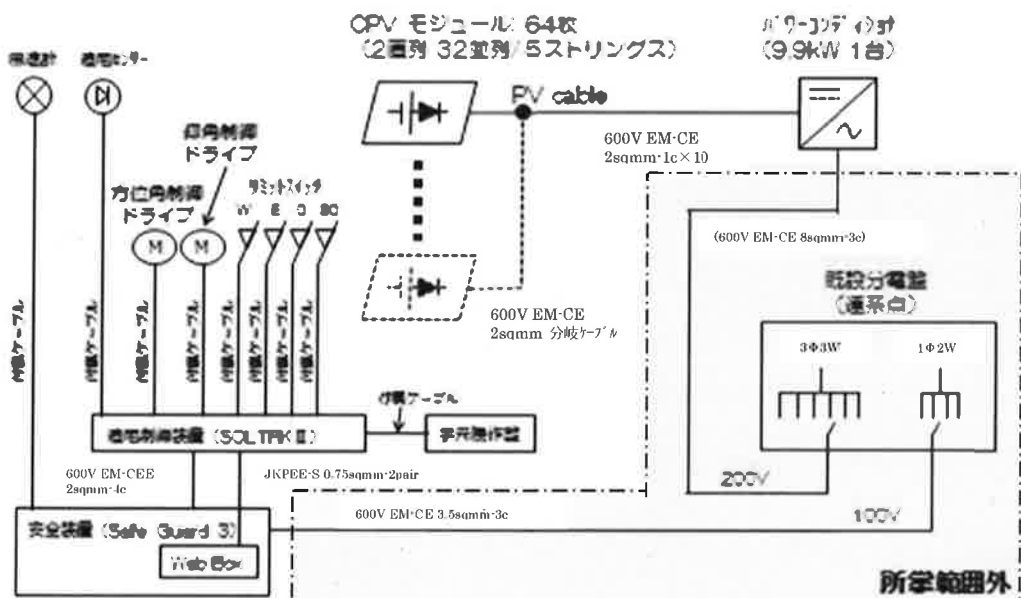 CPV モジュール: 64枚
(2直列 32並列/5ストリングス)
パワーコンディショナ
(9.9kW 1台)
風速計
追尾センサー
PV cable
600V EM-CE
2sqmm-1c×10
仰角制御
ドライブ
方位角制御
ドライブ
リミットスイッチ
W
E
0
90
M
M
(600V EM-CE 8sqmm-3c)
既設分電盤
(連系点)
3Φ3W
1Φ2W
600V EM-CE
2sqmm 分岐ケーブル
付属ケーブル
付属ケーブル
付属ケーブル
付属ケーブル
付属ケーブル
付属ケーブル
付属ケーブル
付属ケーブル
付属ケーブル
追尾制御装置 (SOLTRK II)
手元操作盤
600V EM-CEE
2sqmm-4c
JKPEE-S 0.75sqmm-2pair
200V
100V
600V EM-CE 3.5sqmm-3c
安全装置 (Safe Guard 3)
Web Box
所掌範囲外